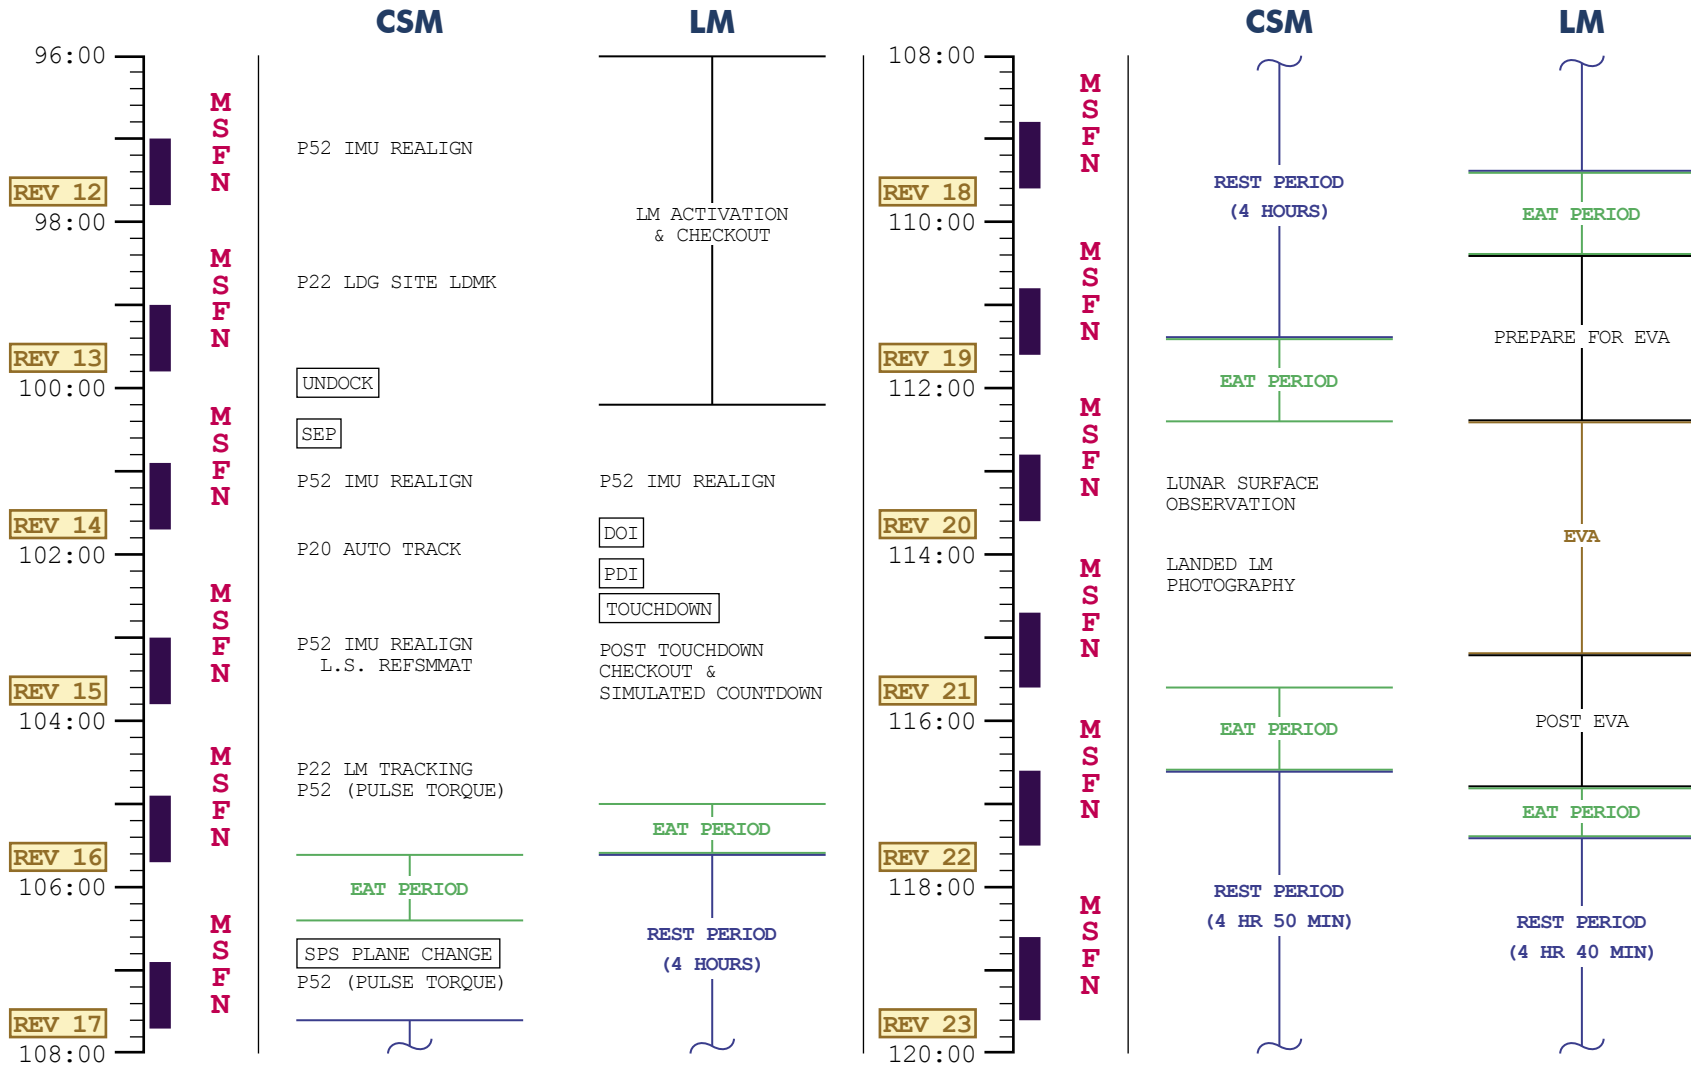 CSM
LM
96:00
MSFN
P52 IMU REALIGN
REV 12
98:00
LM ACTIVATION
& CHECKOUT
MSFN
P22 LDG SITE LDMK
REV 13
100:00
UNDOCK
MSFN
SEP
P52 IMU REALIGN
P52 IMU REALIGN
REV 14
DOI
102:00
P20 AUTO TRACK
PDI
MSFN
TOUCHDOWN
P52 IMU REALIGN
L.S. REFSMMAT
POST TOUCHDOWN
CHECKOUT &
SIMULATED COUNTDOWN
REV 15
104:00
MSFN
P22 LM TRACKING
P52 (PULSE TORQUE)
EAT PERIOD
REV 16
106:00
EAT PERIOD
MSFN
REST PERIOD
(4 HOURS)
SPS PLANE CHANGE
P52 (PULSE TORQUE)
REV 17
108:00
CSM
LM
108:00
MSFN
REV 18
REST PERIOD
(4 HOURS)
110:00
EAT PERIOD
MSFN
PREPARE FOR EVA
REV 19
112:00
EAT PERIOD
MSFN
LUNAR SURFACE
OBSERVATION
REV 20
EVA
114:00
LANDED LM
PHOTOGRAPHY
MSFN
REV 21
116:00
EAT PERIOD
POST EVA
MSFN
EAT PERIOD
REV 22
118:00
REST PERIOD
(4 HR 50 MIN)
MSFN
REST PERIOD
(4 HR 40 MIN)
REV 23
120:00